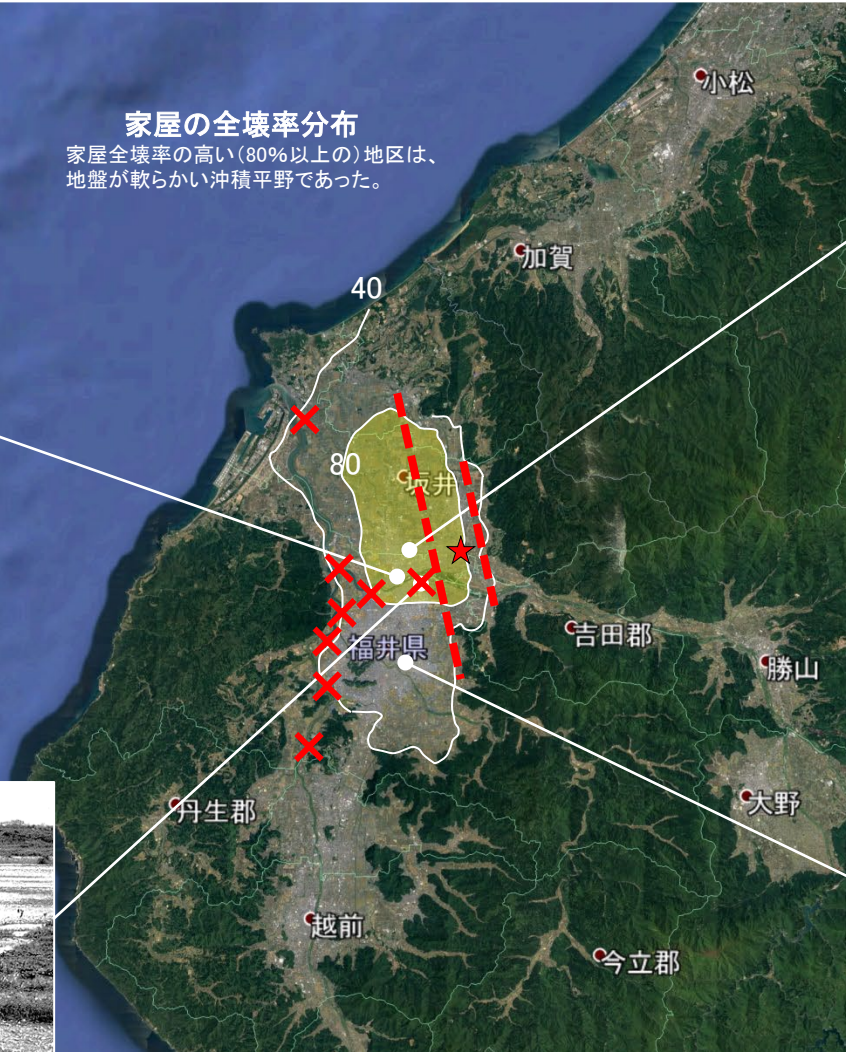 家屋の全壊率分布
家屋全壊率の高い(80%以上の)地区は、
地盤が軟らかい沖積平野であった。
小松
加賀
40
80
坂井
福井県
吉田郡
勝山
丹生郡
大野
越前
今立郡